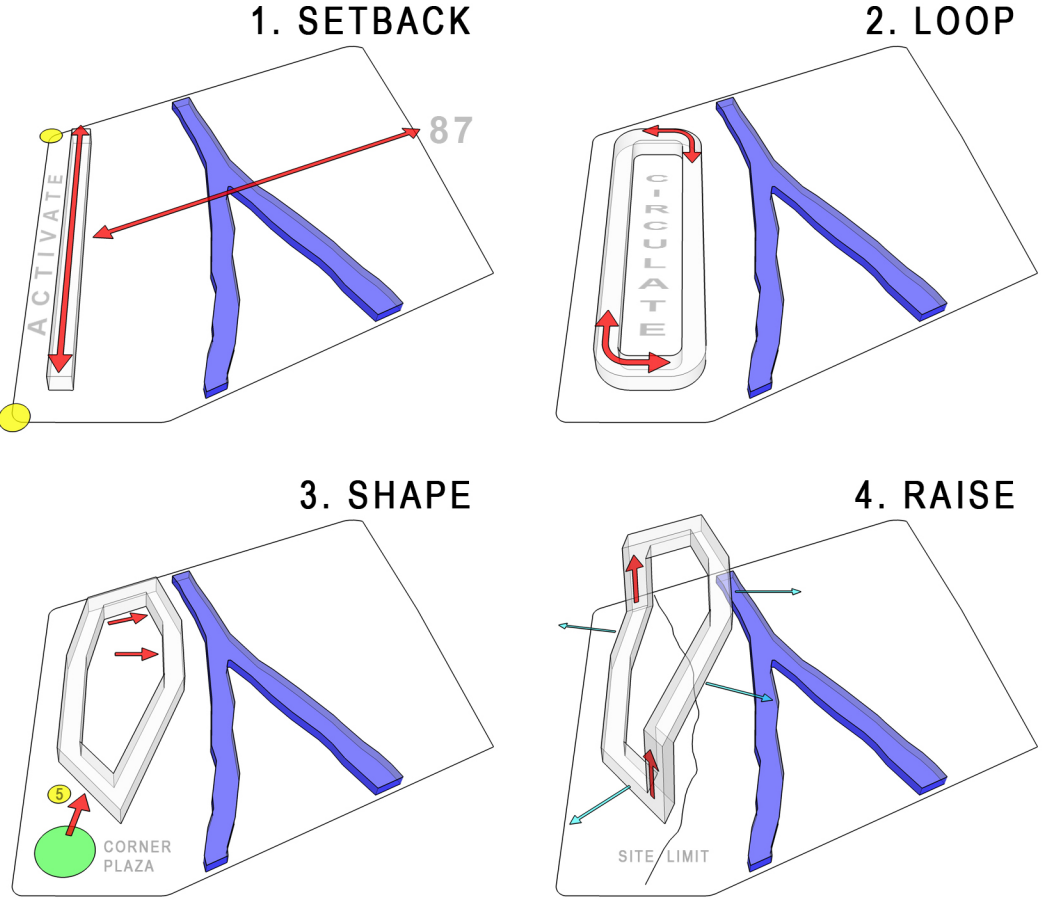 1. SETBACK
2. LOOP
87
ACTIVATE
CIRCULATE
3. SHAPE
4. RAISE
5
CORNER
PLAZA
SITE LIMIT